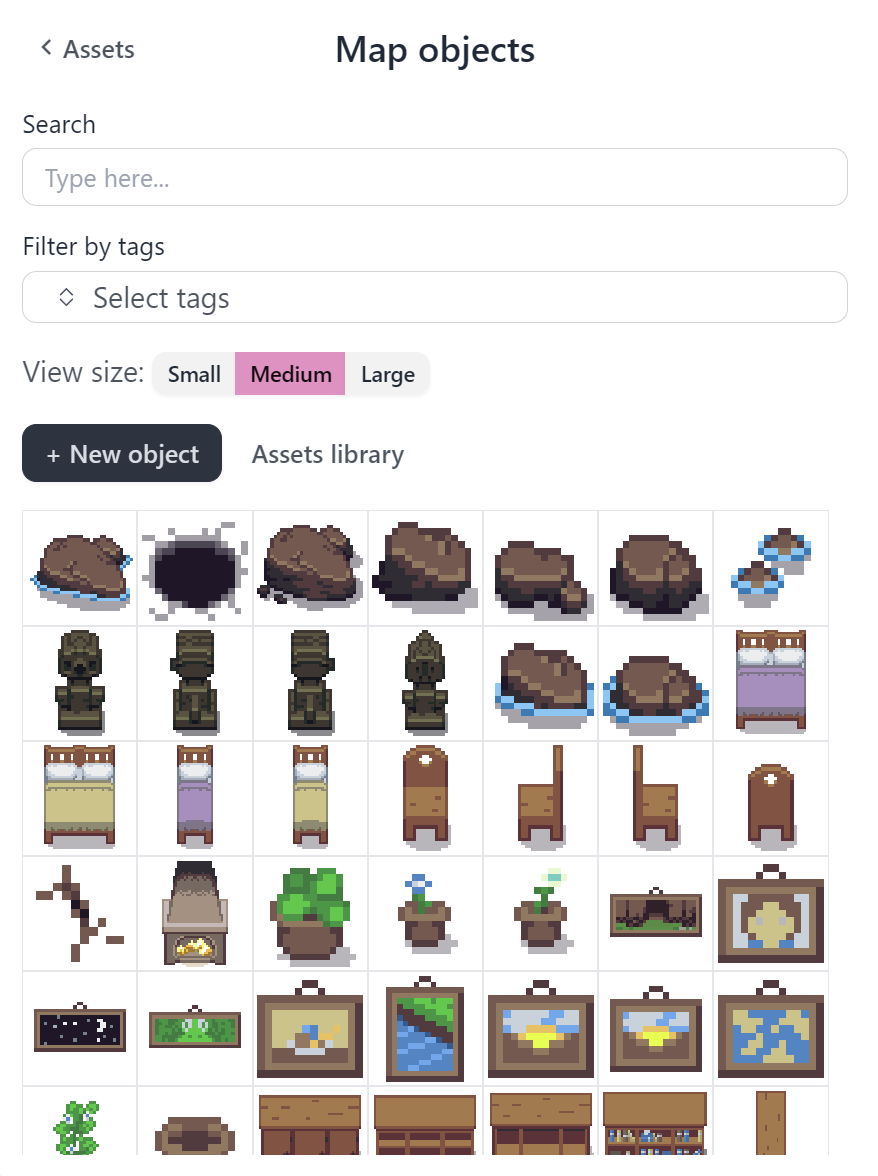 Assets
Map objects
Search
Type here...
Filter by tags
Select tags
View size: Small Medium Large
+ New object Assets library